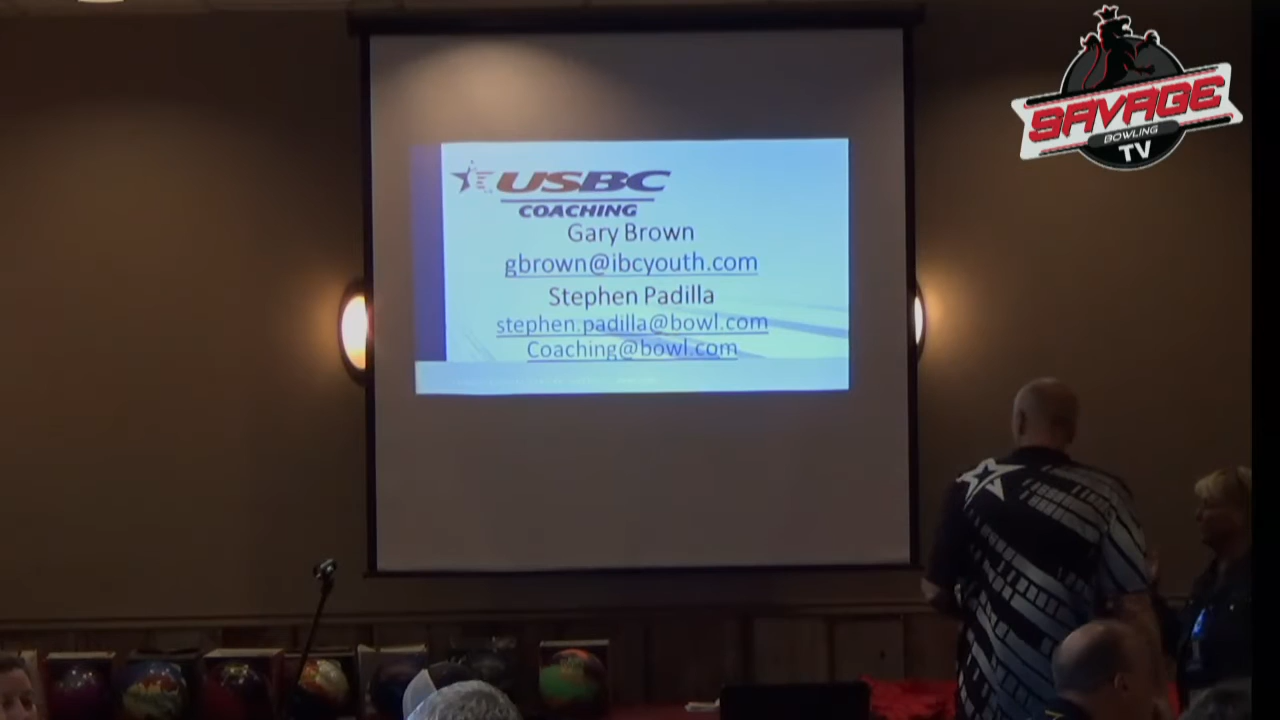 SAVAGE
BOWLING
TV
USBC
COACHING
Gary Brown
gbrown@ibcyouth.com
Stephen Padilla
stephen.padilla@bowl.com
Coaching@bowl.com